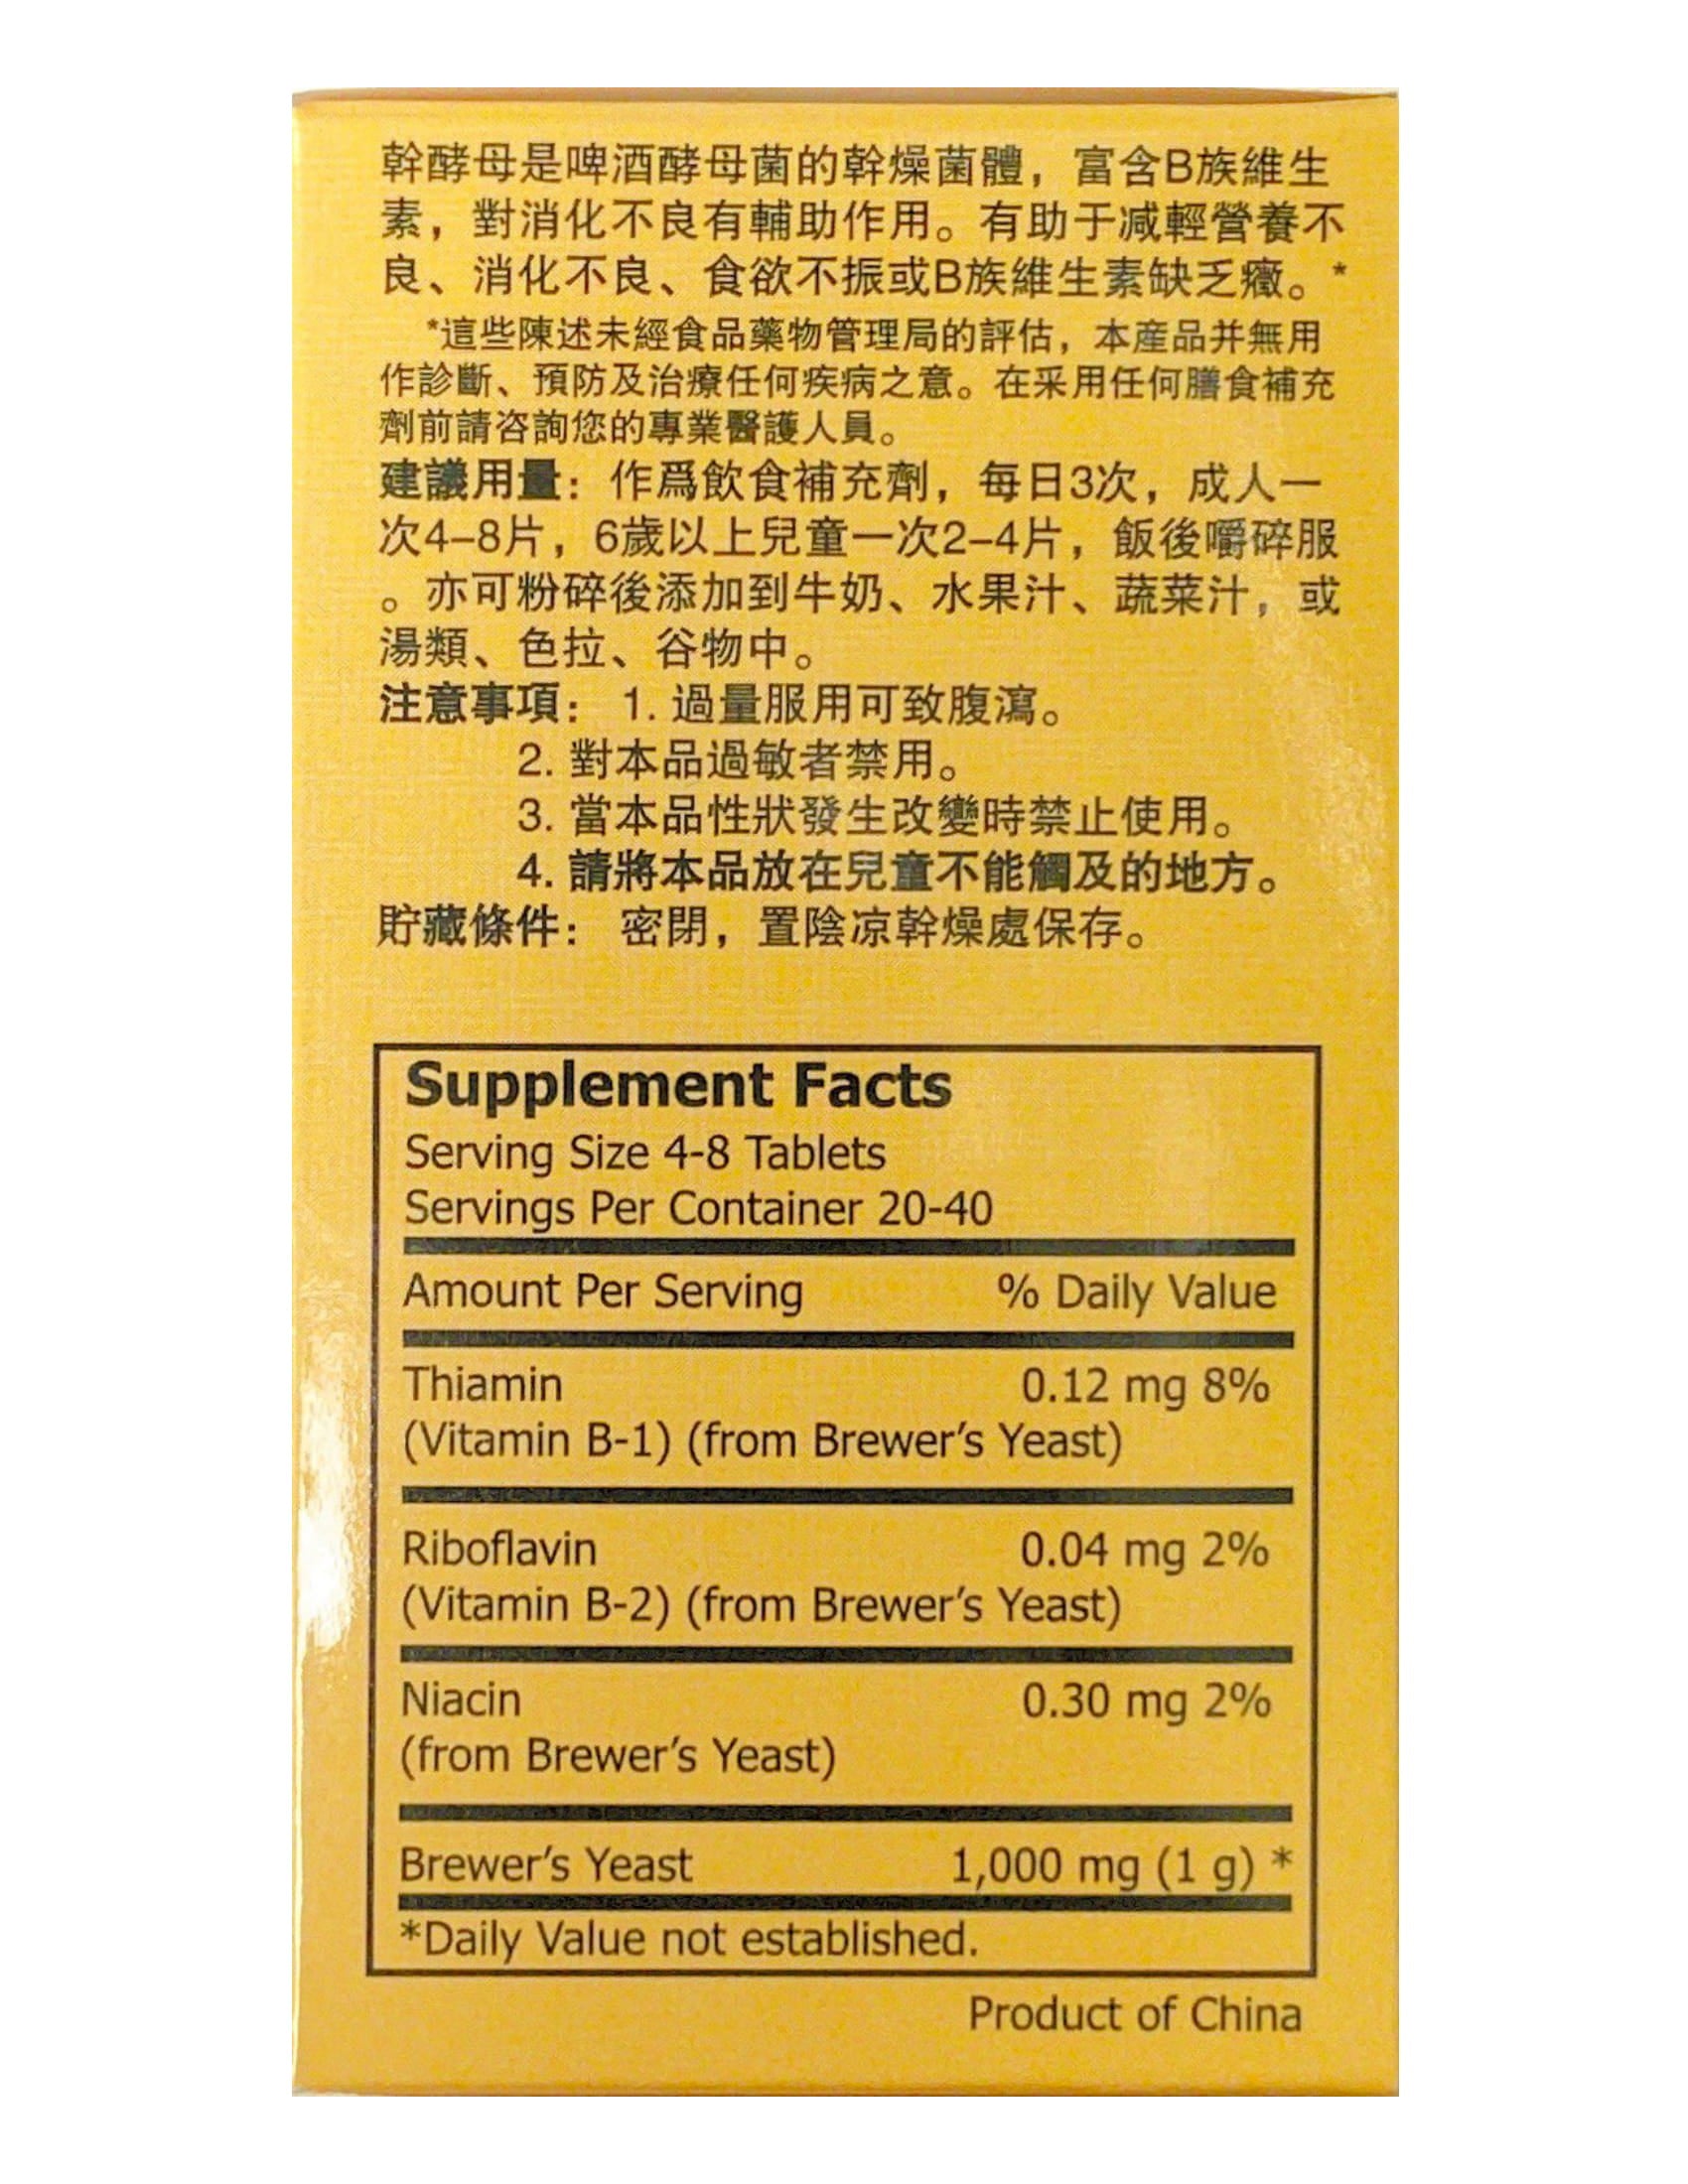 幹酵母是啤酒酵母菌的幹燥菌體，富含B族維生
素，對消化不良有輔助作用。有助于减輕營養不
良、消化不良、食欲不振或B族維生素缺乏癥。*
*這些陳述未經食品藥物管理局的評估，本産品并無用
作診斷、預防及治療任何疾病之意。在采用任何膳食補充
劑前請咨詢您的專業醫護人員。
建議用量：作爲飲食補充劑，每日3次，成人一
次4-8片，6歲以上兒童一次2-4片，飯後嚼碎服
。亦可粉碎後添加到牛奶、水果汁、蔬菜汁，或
湯類、色拉、谷物中。
注意事項： 1. 過量服用可致腹瀉。
2. 對本品過敏者禁用。
3. 當本品性狀發生改變時禁止使用。
4. 請將本品放在兒童不能觸及的地方。
貯藏條件： 密閉，置陰凉幹燥處保存。
Supplement Facts
Serving Size 4-8 Tablets
Servings Per Container 20-40
Amount Per Serving % Daily Value
Thiamin 0.12 mg 8%
(Vitamin B-1) (from Brewer's Yeast)
Riboflavin 0.04 mg 2%
(Vitamin B-2) (from Brewer's Yeast)
Niacin 0.30 mg 2%
(from Brewer's Yeast)
Brewer's Yeast 1,000 mg (1 g) *
*Daily Value not established.
Product of China